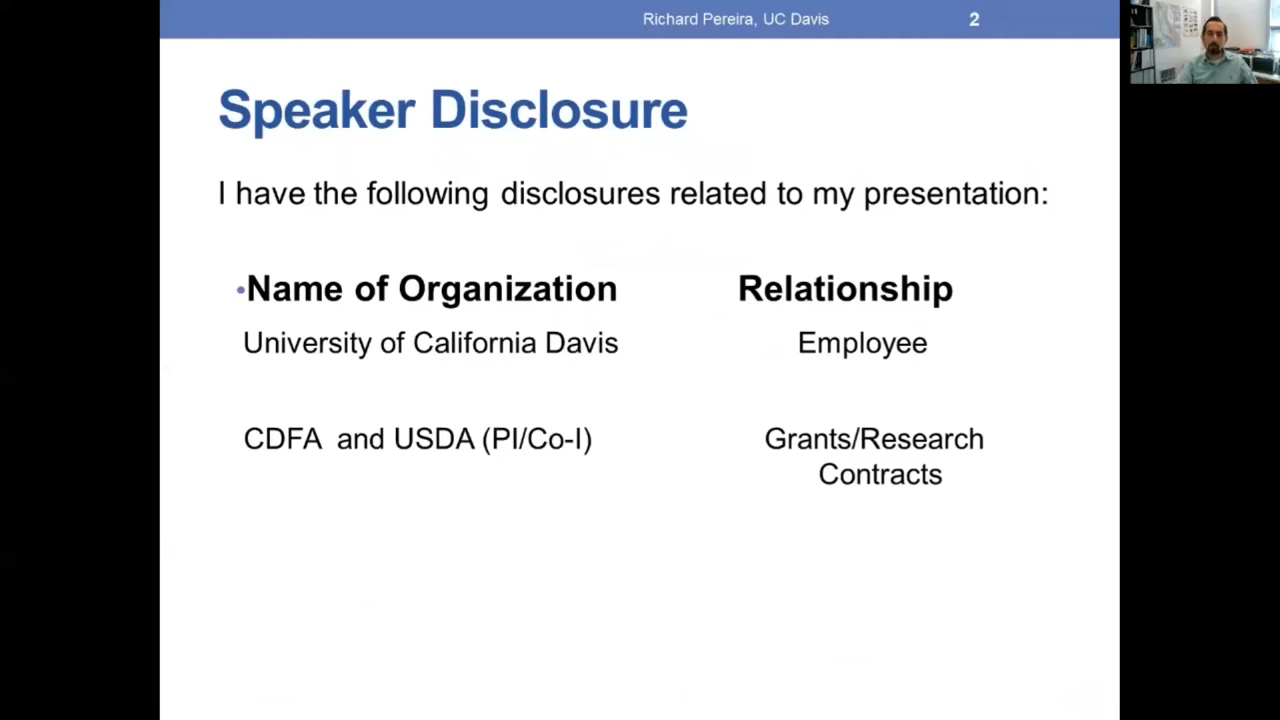 Richard Pereira, UC Davis 2
Speaker Disclosure
I have the following disclosures related to my presentation:
•Name of Organization Relationship
University of California Davis Employee
CDFA and USDA (PI/Co-I) Grants/Research
Contracts